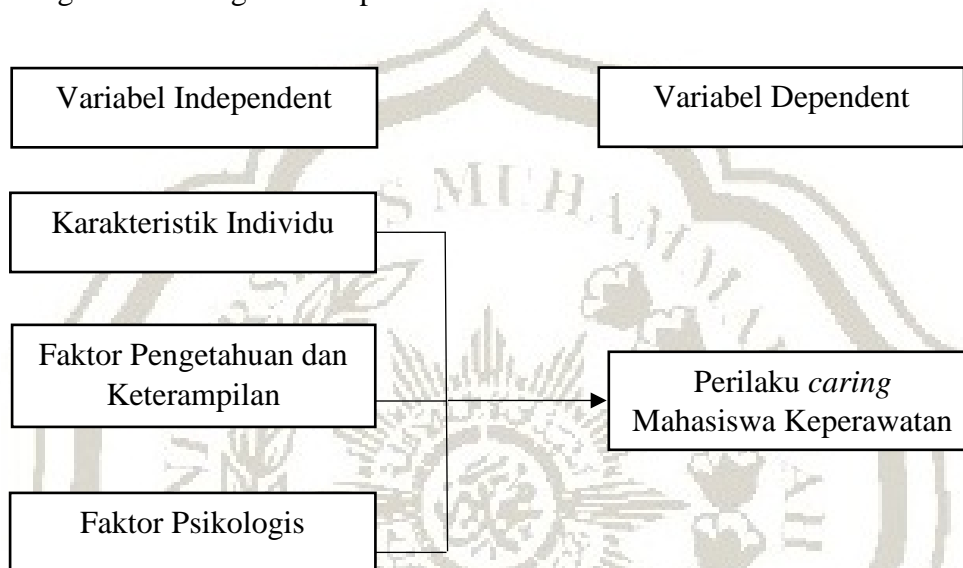 Variabel Independent
Variabel Dependent
Karakteristik Individu
Faktor Pengetahuan dan
Keterampilan
Perilaku caring
Mahasiswa Keperawatan
Faktor Psikologis